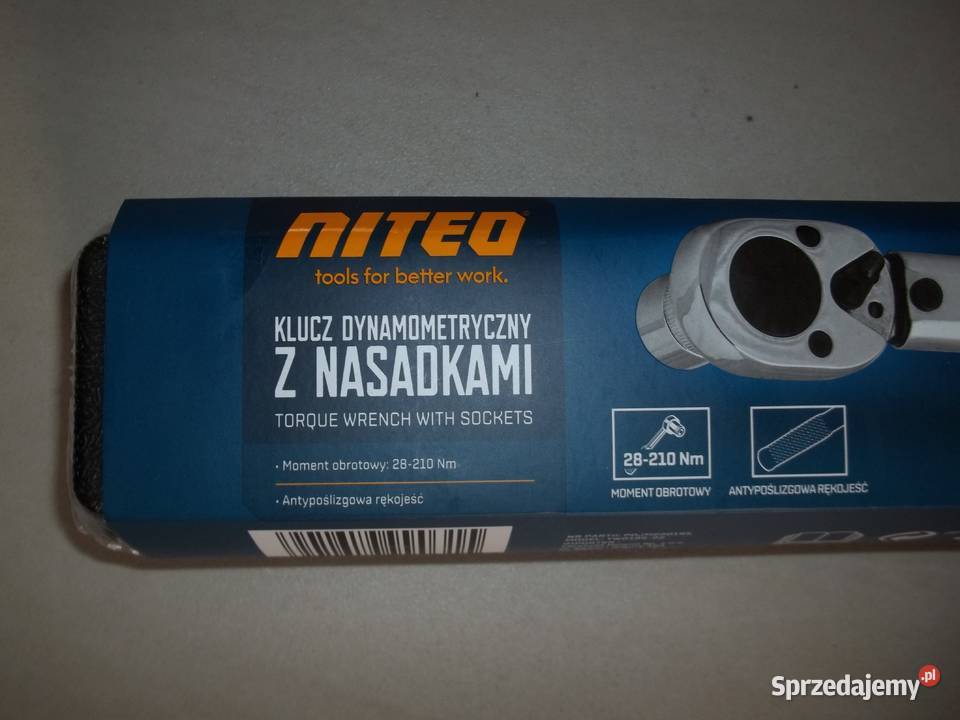 NITEO
tools for better work.
KLUCZ DYNAMOMETRYCZNY
Z NASADKAMI
TORQUE WRENCH WITH SOCKETS
• Moment obrotowy: 28-210 Nm
• Antypoślizgowa rękojeść
28-210 Nm
MOMENT OBROTOWY
ANTYPOŚLIZGOWA RĘKOJEŚĆ
Sprzedajemy.pl